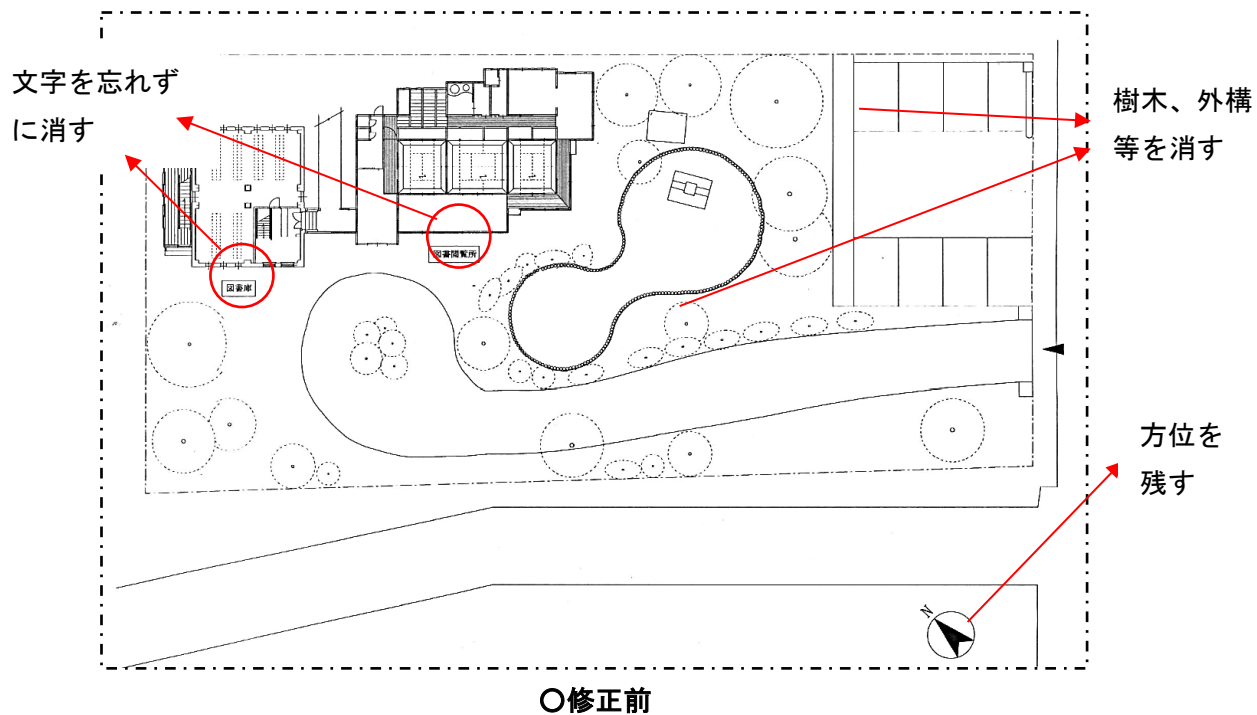 文字を忘れず
に消す
樹木、外構
等を消す
図書閲覧所
図書庫
方位を
残す
N
〇修正前